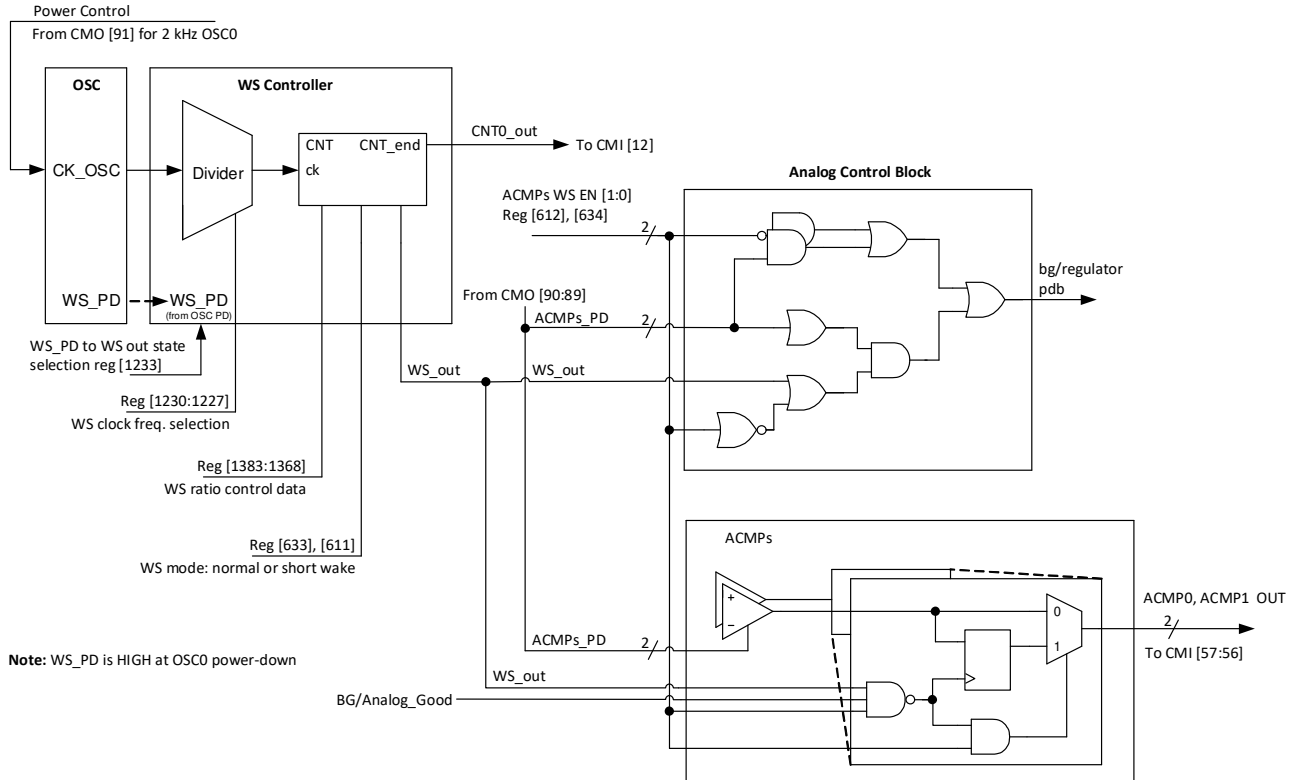 Power Control
From CMO [91] for 2 kHz OSC0
OSC
WS Controller
CK_OSC
Divider
CNT CNT_end
ck
CNT0_out
To CMI [12]
WS_PD
WS_PD
(from OSC PD)
WS_PD to WS out state
selection reg [1233]
Reg [1230:1227]
WS clock freq. selection
Reg [1383:1368]
WS ratio control data
Reg [633], [611]
WS mode: normal or short wake
Analog Control Block
ACMPs WS EN [1:0]
Reg [612], [634]
2
From CMO [90:89]
ACMPs_PD
2
WS_out
WS_out
bg/regulator
pdb
ACMPs
+
–
0
1
ACMP0, ACMP1 OUT
2
To CMI [57:56]
ACMPs_PD
2
WS_out
BG/Analog_Good
Note: WS_PD is HIGH at OSC0 power-down